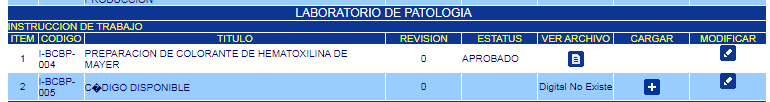 LABORATORIO DE PATOLOGIA
INSTRUCCION DE TRABAJO
ITEM CODIGO TITULO REVISION ESTATUS VER ARCHIVO CARGAR MODIFICAR
1 I-BCBP-004 PREPARACION DE COLORANTE DE HEMATOXILINA DE MAYER 0 APROBADO
2 I-BCBP-005 C�DIGO DISPONIBLE 0 Digital No Existe